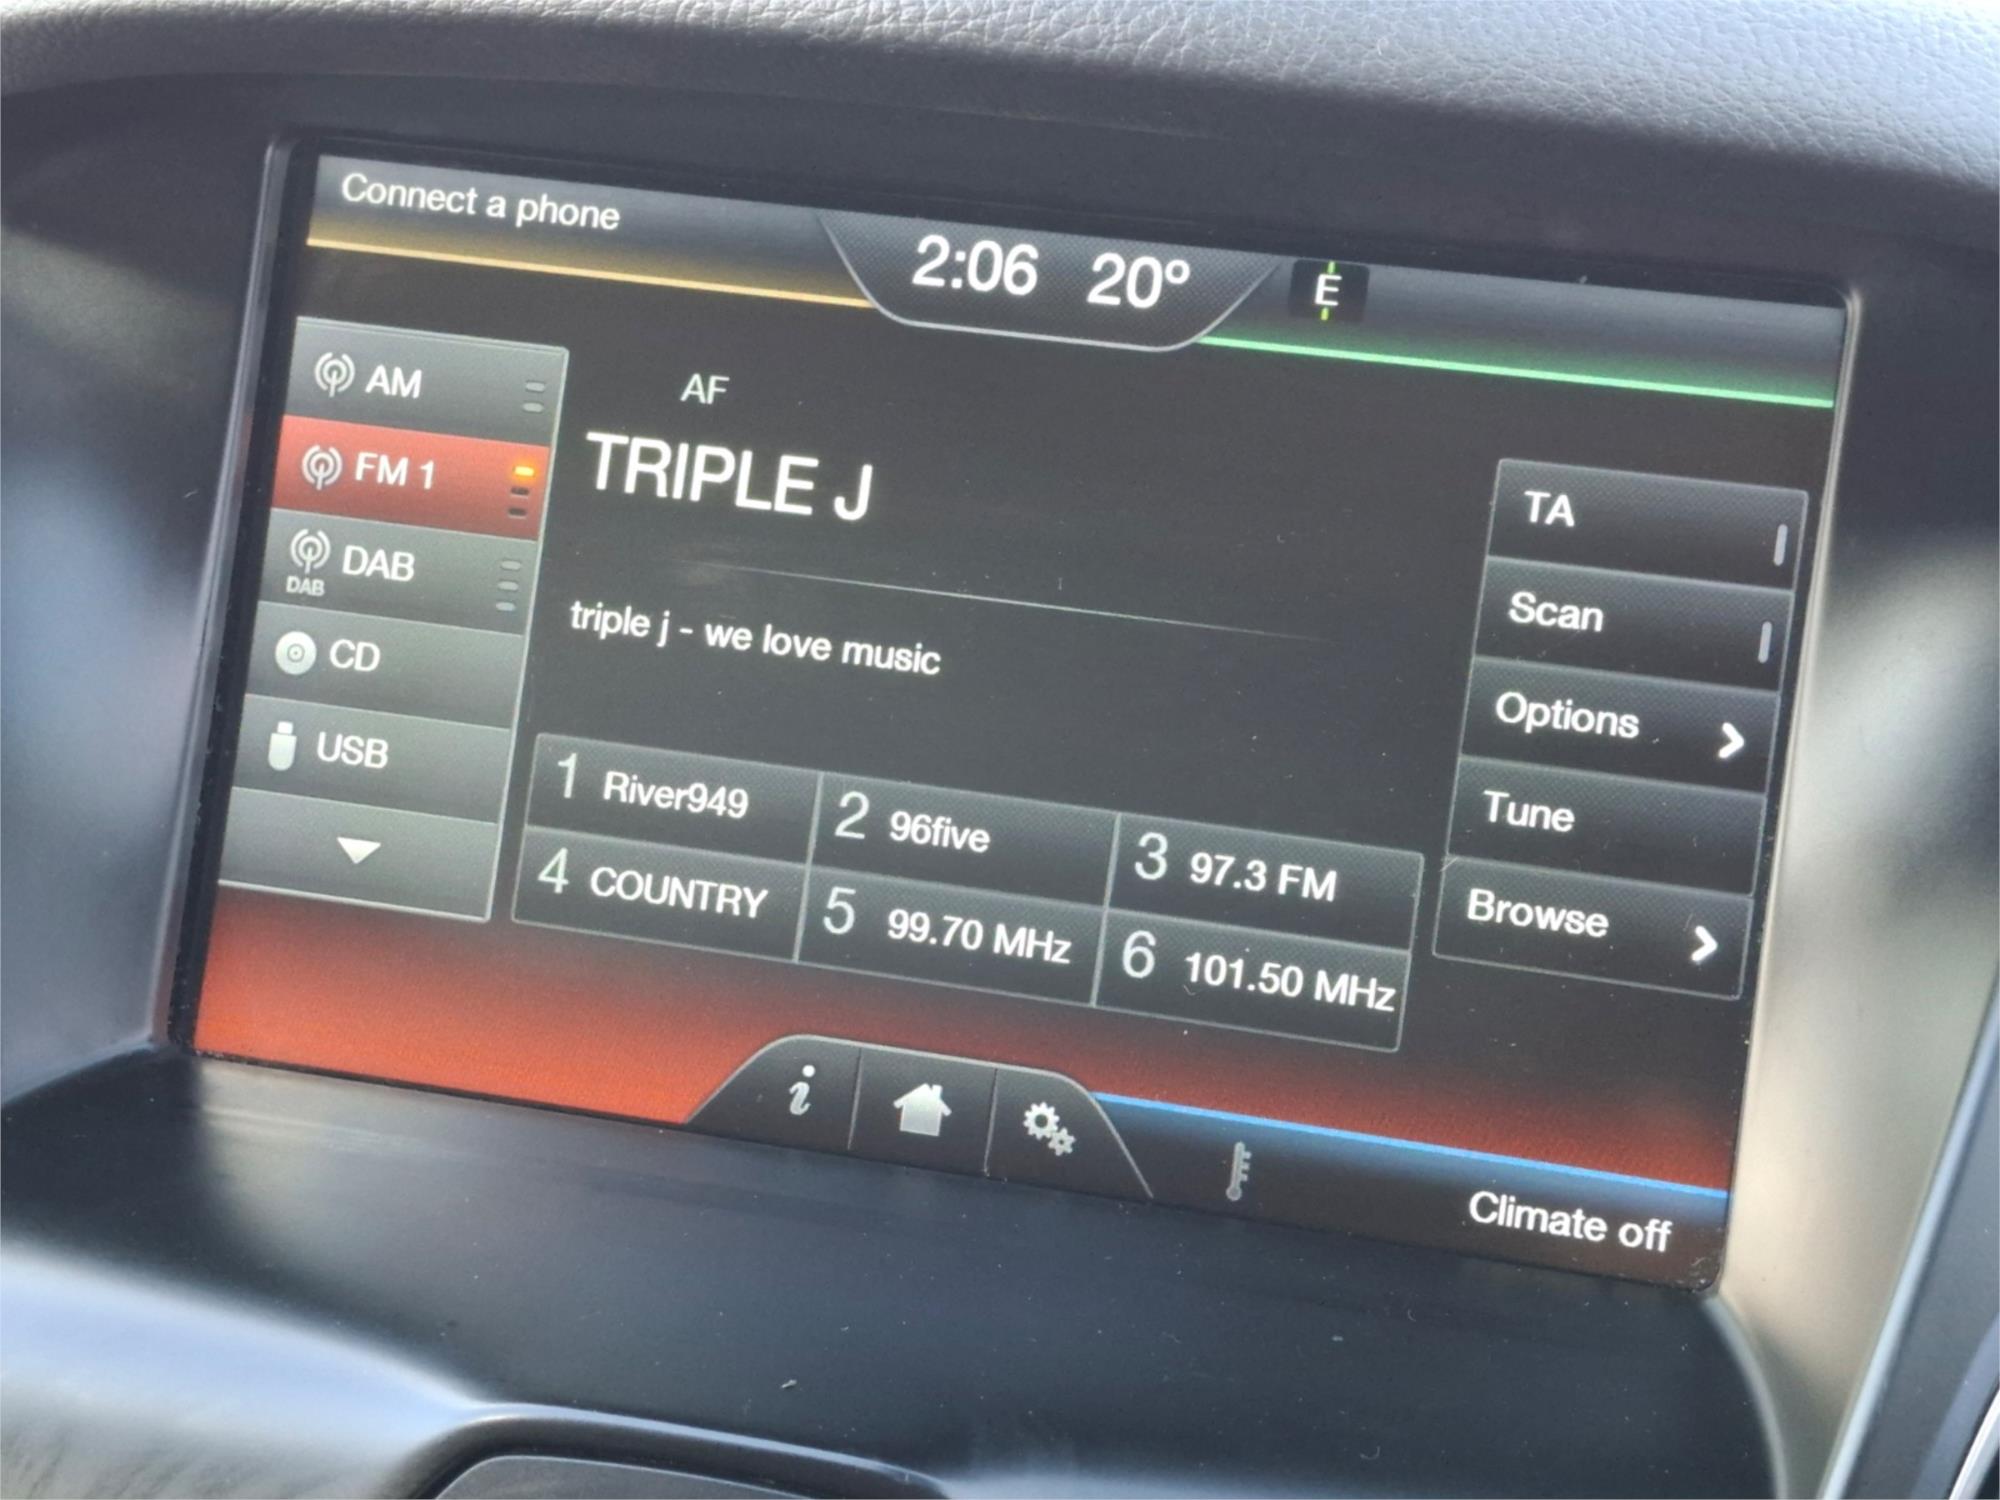 Connect a phone
2:06 20° E
AM
AF
FM 1
TRIPLE J
DAB
DAB
CD
USB
triple j - we love music
TA
Scan
Options
Tune
Browse
1 River949
2 96five
3 97.3 FM
4 COUNTRY
5 99.70 MHz
6 101.50 MHz
i
Climate off